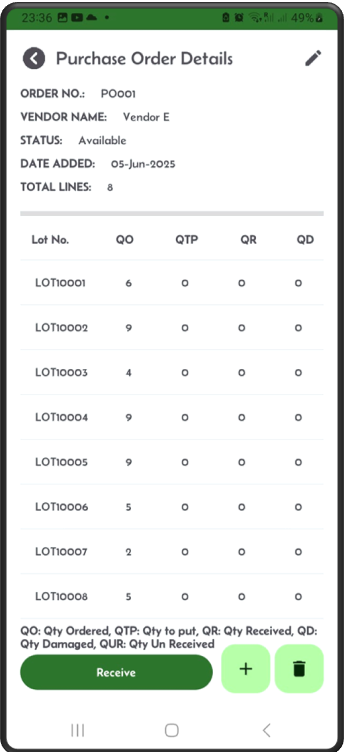 23:36 49%
Purchase Order Details
ORDER NO.: PO001
VENDOR NAME: Vendor E
STATUS: Available
DATE ADDED: 05-Jun-2025
TOTAL LINES: 8
Lot No. QO QTP QR QD
LOT10001 6 0 0 0
LOT10002 9 0 0 0
LOT10003 4 0 0 0
LOT10004 9 0 0 0
LOT10005 9 0 0 0
LOT10006 5 0 0 0
LOT10007 2 0 0 0
LOT10008 5 0 0 0
QO: Qty Ordered, QTP: Qty to put, QR: Qty Received, QD:
Qty Damaged, QUR: Qty Un Received
Receive +